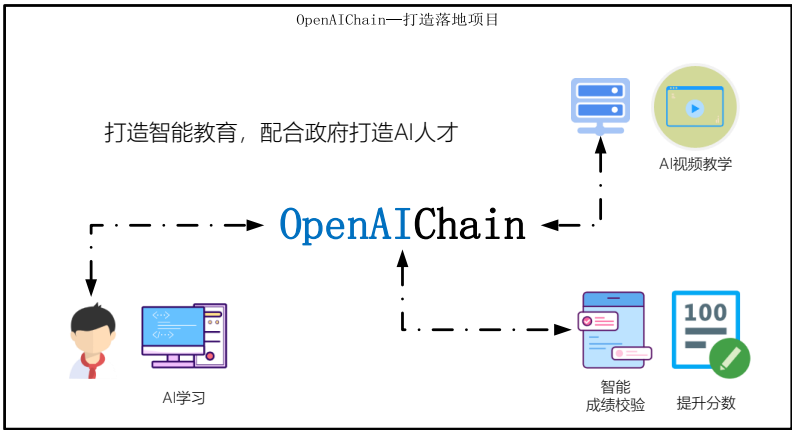 OpenAIChain—打造落地项目
打造智能教育，配合政府打造AI人才
AI视频教学
OpenAIChain
100
AI学习
智能
成绩校验
提升分数